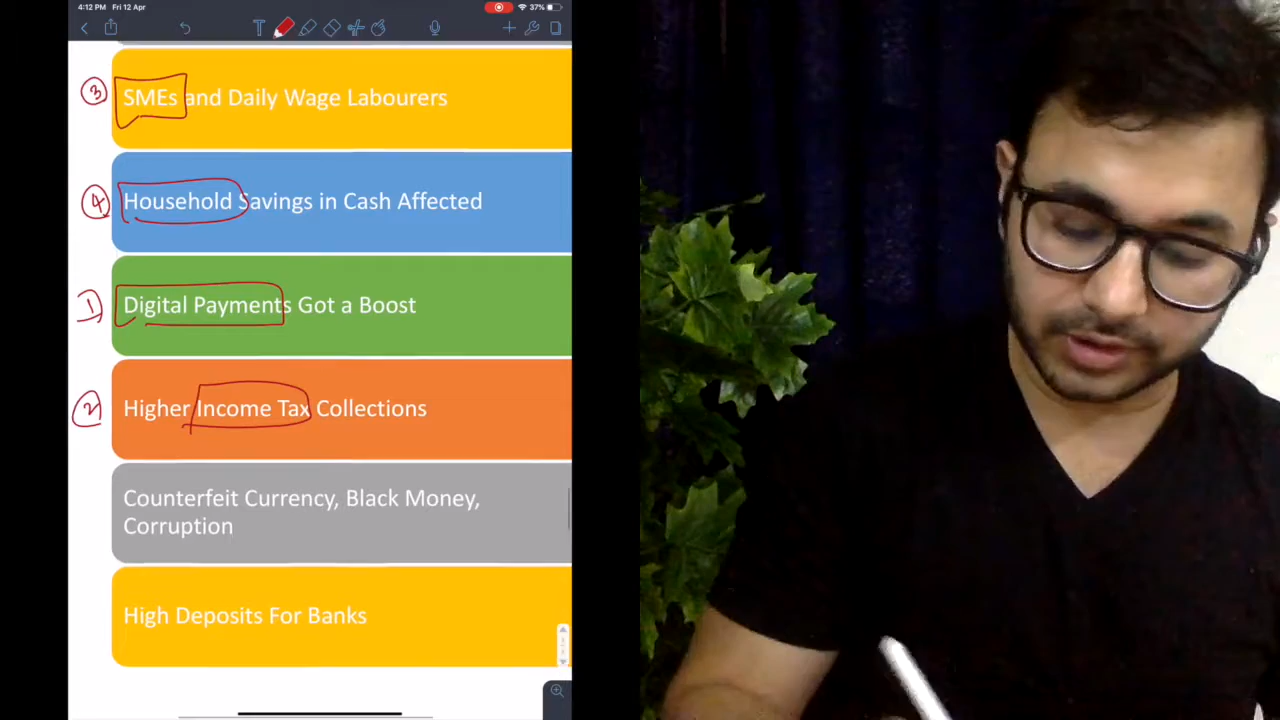 4:12 PM Fri 12 Apr
37%
T
3 SMEs and Daily Wage Labourers
4 Household Savings in Cash Affected
1 Digital Payments Got a Boost
2 Higher Income Tax Collections
Counterfeit Currency, Black Money,
Corruption
High Deposits For Banks